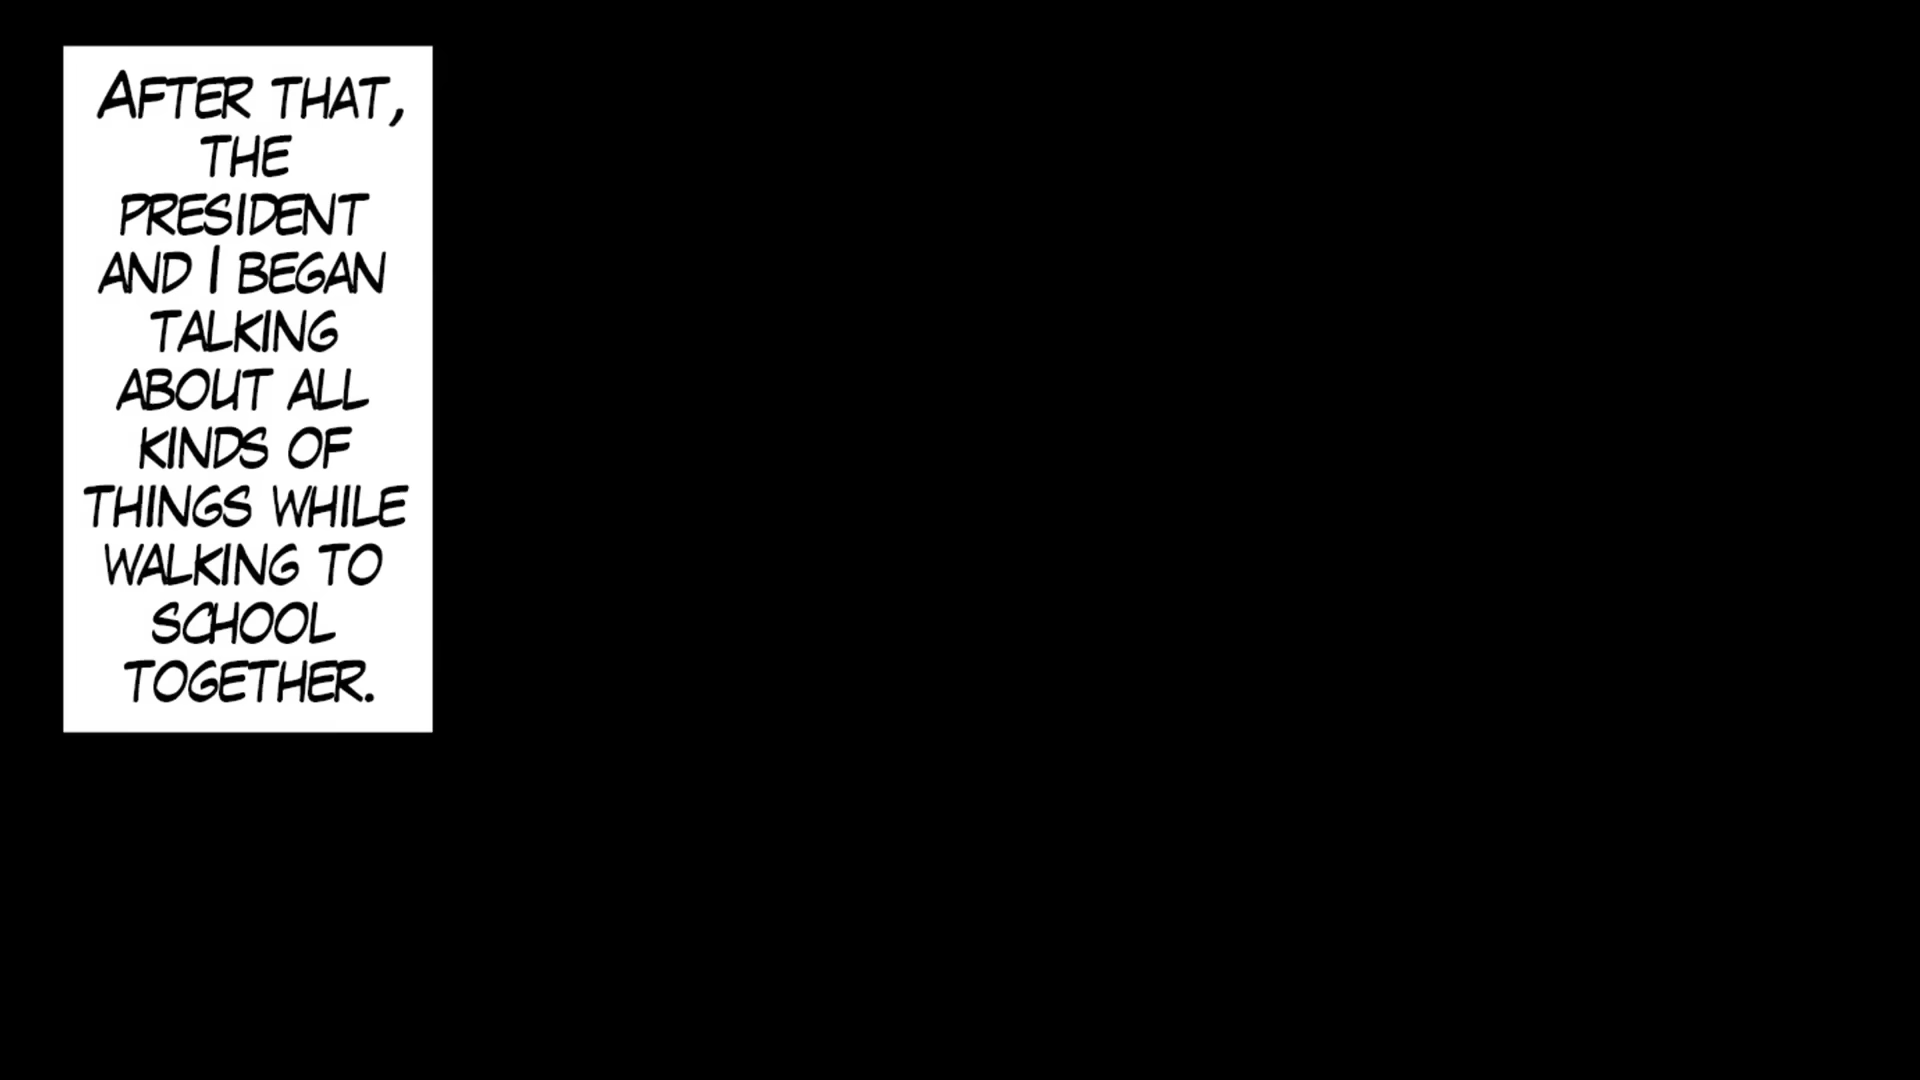 After that,
the
president
and I began
talking
about all
kinds of
things while
walking to
school
together.